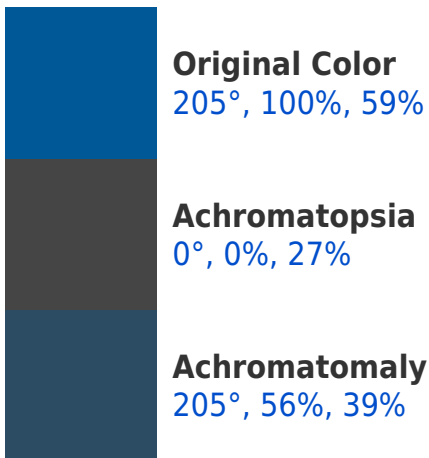 Original Color
205°, 100%, 59%
Achromatopsia
0°, 0%, 27%
Achromatomaly
205°, 56%, 39%